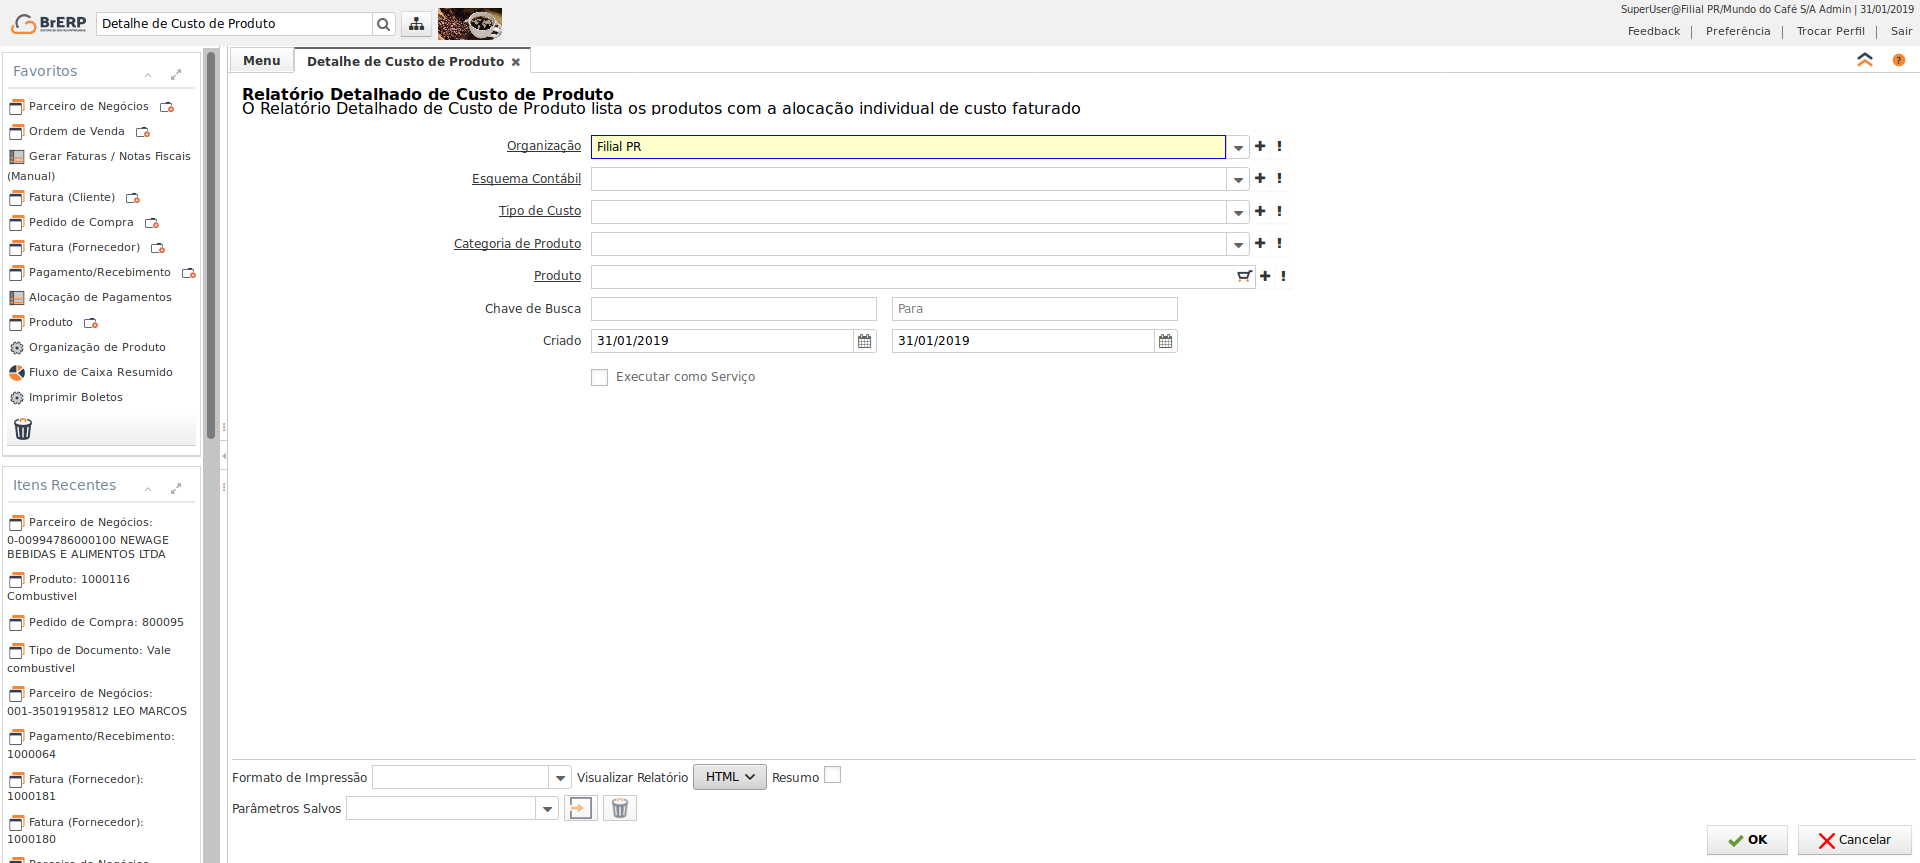 BrERP
Detalhe de Custo de Produto
SuperUser@Filial PR/Mundo do Café S/A Admin | 31/01/2019
Feedback | Preferência | Trocar Perfil | Sair
Favoritos
Parceiro de Negócios
Ordem de Venda
Gerar Faturas / Notas Fiscais
(Manual)
Fatura (Cliente)
Pedido de Compra
Fatura (Fornecedor)
Pagamento/Recebimento
Alocação de Pagamentos
Produto
Organização de Produto
Fluxo de Caixa Resumido
Imprimir Boletos
Itens Recentes
Parceiro de Negócios:
0-00994786000100 NEWAGE
BEBIDAS E ALIMENTOS LTDA
Produto: 1000116
Combustivel
Pedido de Compra: 800095
Tipo de Documento: Vale
combustivel
Parceiro de Negócios:
001-35019195812 LEO MARCOS
Pagamento/Recebimento:
1000064
Fatura (Fornecedor):
1000181
Fatura (Fornecedor):
1000180
Menu
Detalhe de Custo de Produto
Relatório Detalhado de Custo de Produto
O Relatório Detalhado de Custo de Produto lista os produtos com a alocação individual de custo faturado
Organização Filial PR
Esquema Contábil
Tipo de Custo
Categoria de Produto
Produto
Chave de Busca Para
Criado 31/01/2019 31/01/2019
Executar como Serviço
Formato de Impressão Visualizar Relatório HTML Resumo
Parâmetros Salvos
OK Cancelar